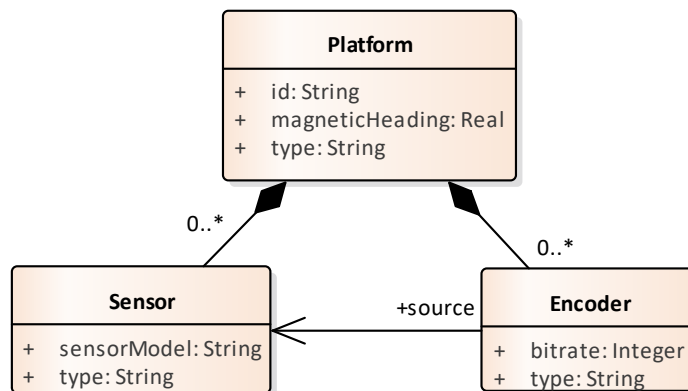 Platform
+ id: String
+ magneticHeading: Real
+ type: String
0..*
0..*
Sensor
+ sensorModel: String
+ type: String
+source
Encoder
+ bitrate: Integer
+ type: String